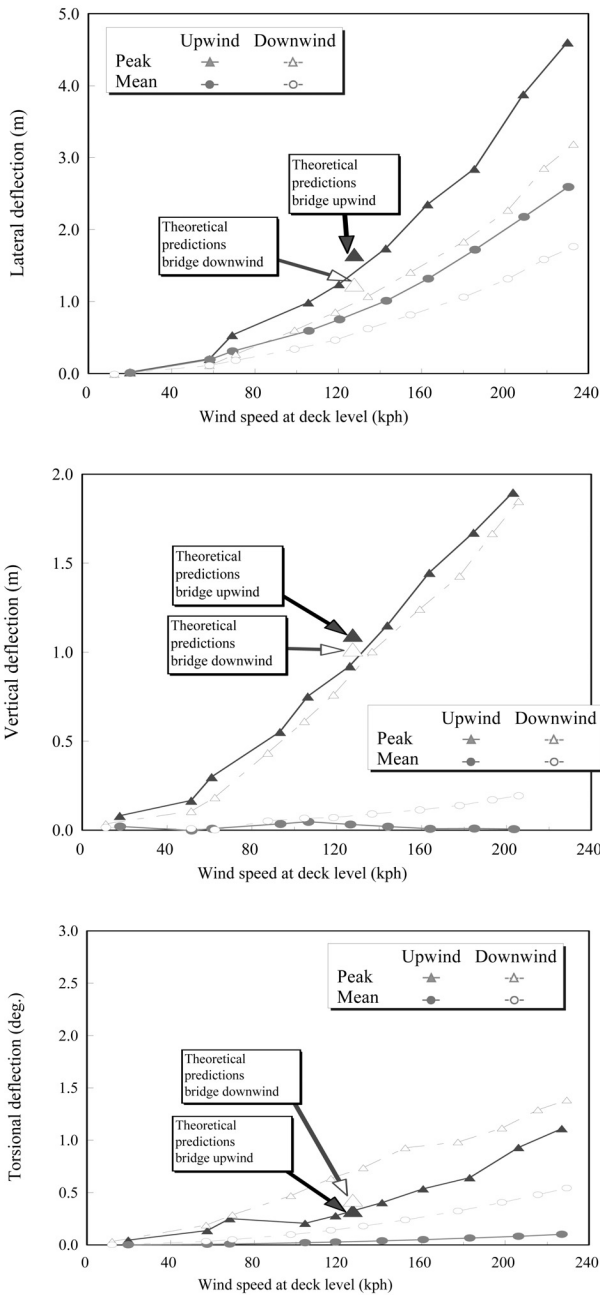 5.0
Upwind Downwind
Peak
Mean
4.0
3.0
2.0
1.0
0.0
Lateral deflection (m)
Theoretical
predictions
bridge upwind
Theoretical
predictions
bridge downwind
0 40 80 120 160 200 240
Wind speed at deck level (kph)
2.0
1.5
1.0
0.5
0.0
Vertical deflection (m)
Theoretical
predictions
bridge upwind
Theoretical
predictions
bridge downwind
Upwind Downwind
Peak
Mean
0 40 80 120 160 200 240
Wind speed at deck level (kph)
3.0
2.5
2.0
1.5
1.0
0.5
0.0
Torsional deflection (deg.)
Upwind Downwind
Peak
Mean
Theoretical
predictions
bridge downwind
Theoretical
predictions
bridge upwind
0 40 80 120 160 200 240
Wind speed at deck level (kph)